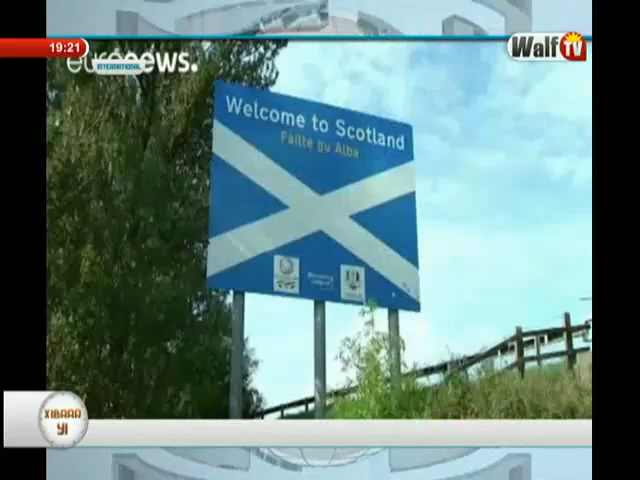 19:21
euronews.
INTERNATIONAL
Walf TV
Welcome to Scotland
Fàilte gu Alba
XIBAAR
YI